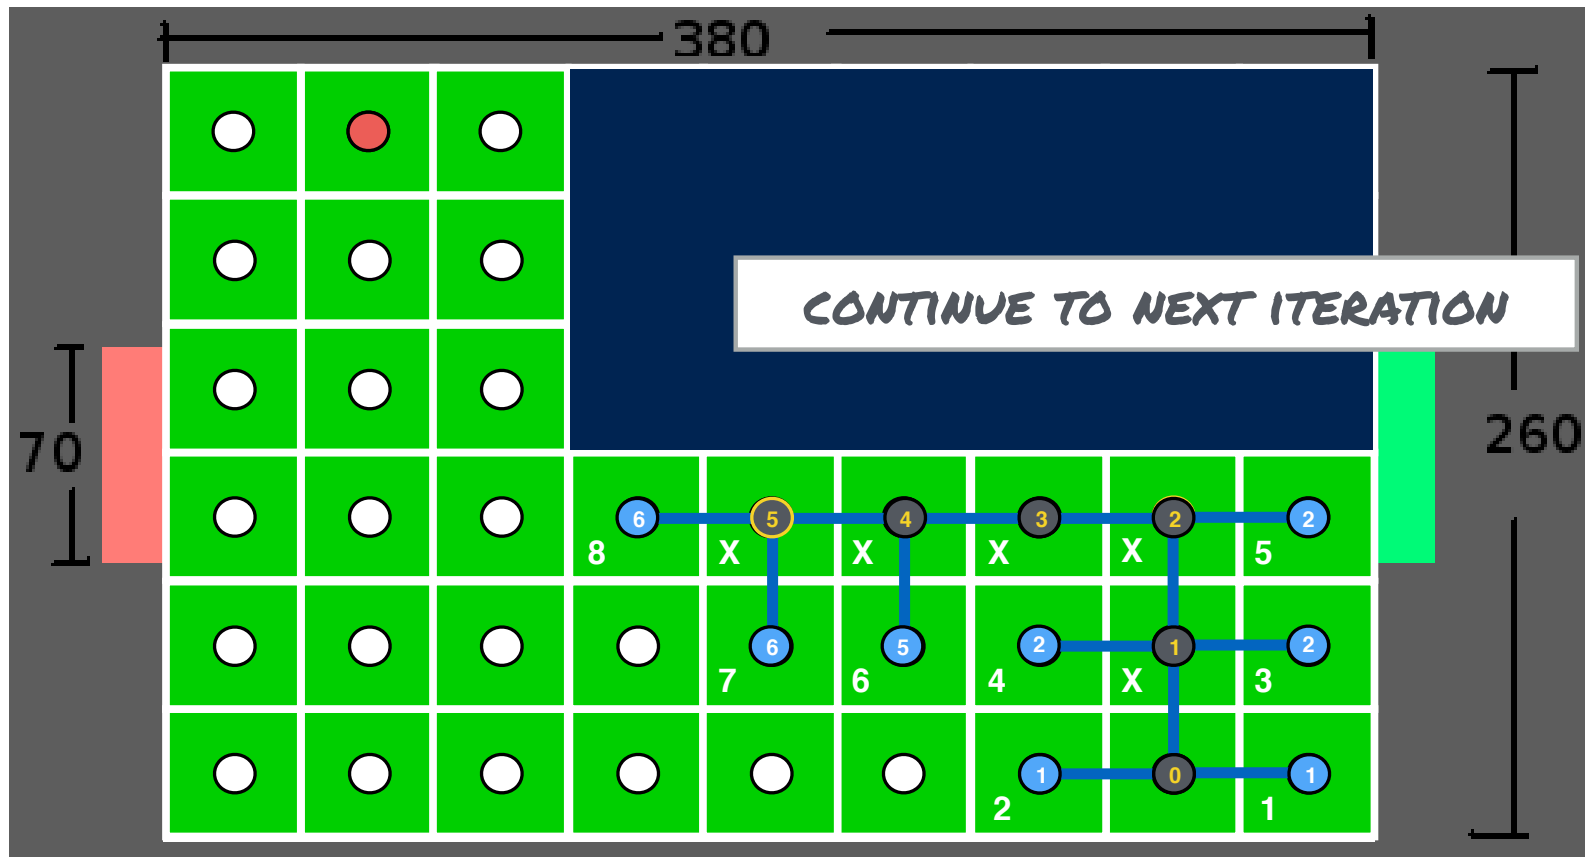 380
CONTINUE TO NEXT ITERATION
70
260
6 5 4 3 2 2
8 X X X X 5
6 5 2 1 2
7 6 4 X 3
1 0 1
2 1